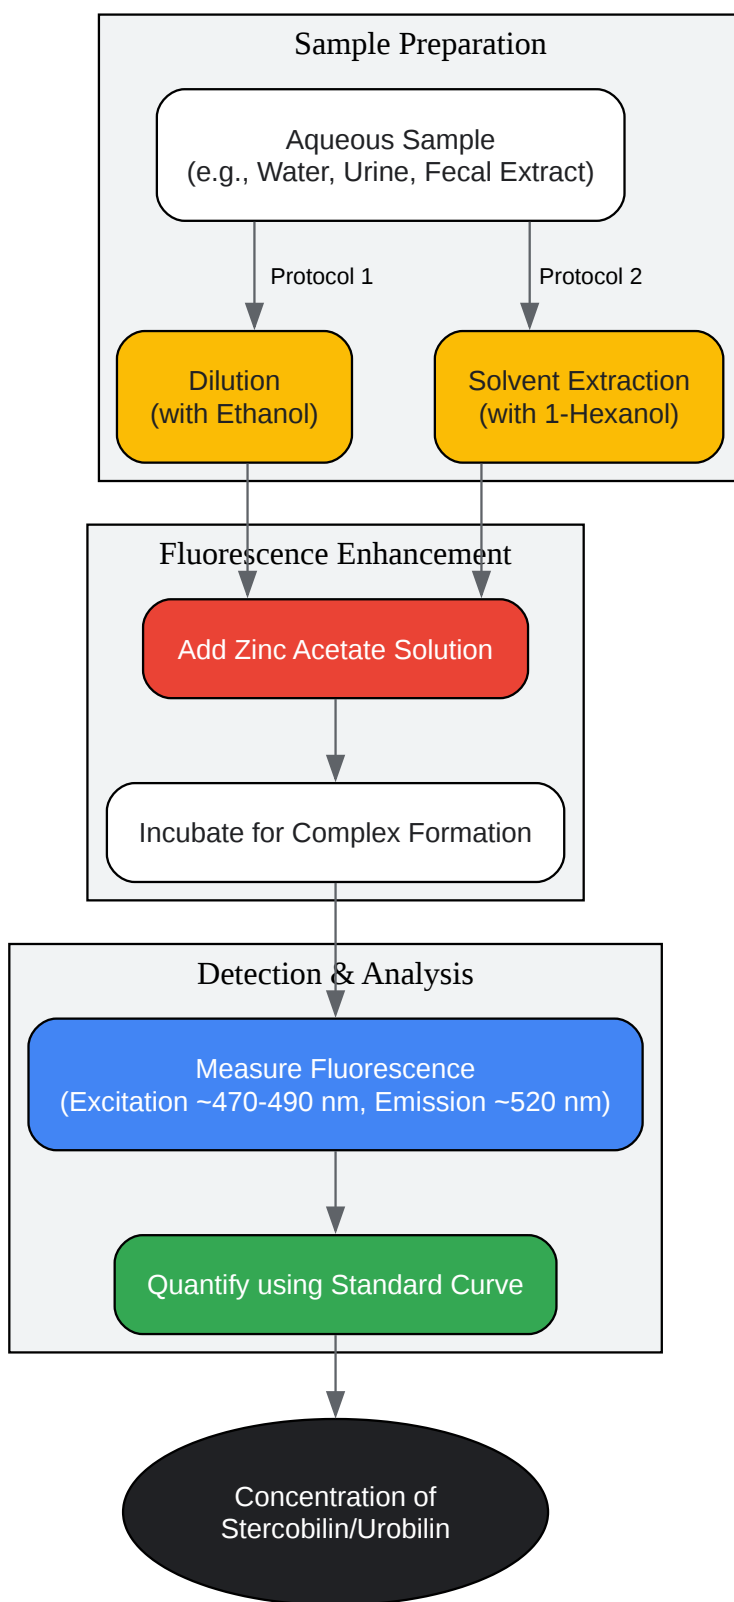 Sample Preparation
Aqueous Sample
(e.g., Water, Urine, Fecal Extract)
Protocol 1
Protocol 2
Dilution
(with Ethanol)
Solvent Extraction
(with 1-Hexanol)
Fluorescence Enhancement
Add Zinc Acetate Solution
Incubate for Complex Formation
Detection & Analysis
Measure Fluorescence
(Excitation ~470-490 nm, Emission ~520 nm)
Quantify using Standard Curve
Concentration of
Stercobilin/Urobilin